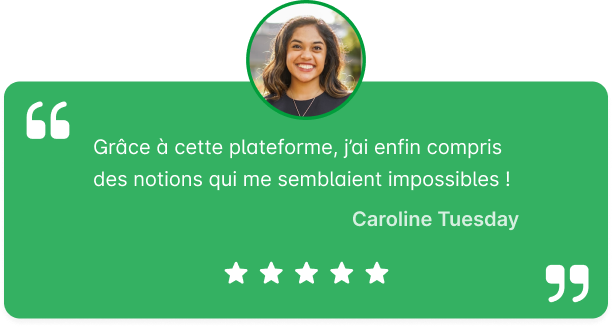 Grâce à cette plateforme, j’ai enfin compris
des notions qui me semblaient impossibles !
Caroline Tuesday